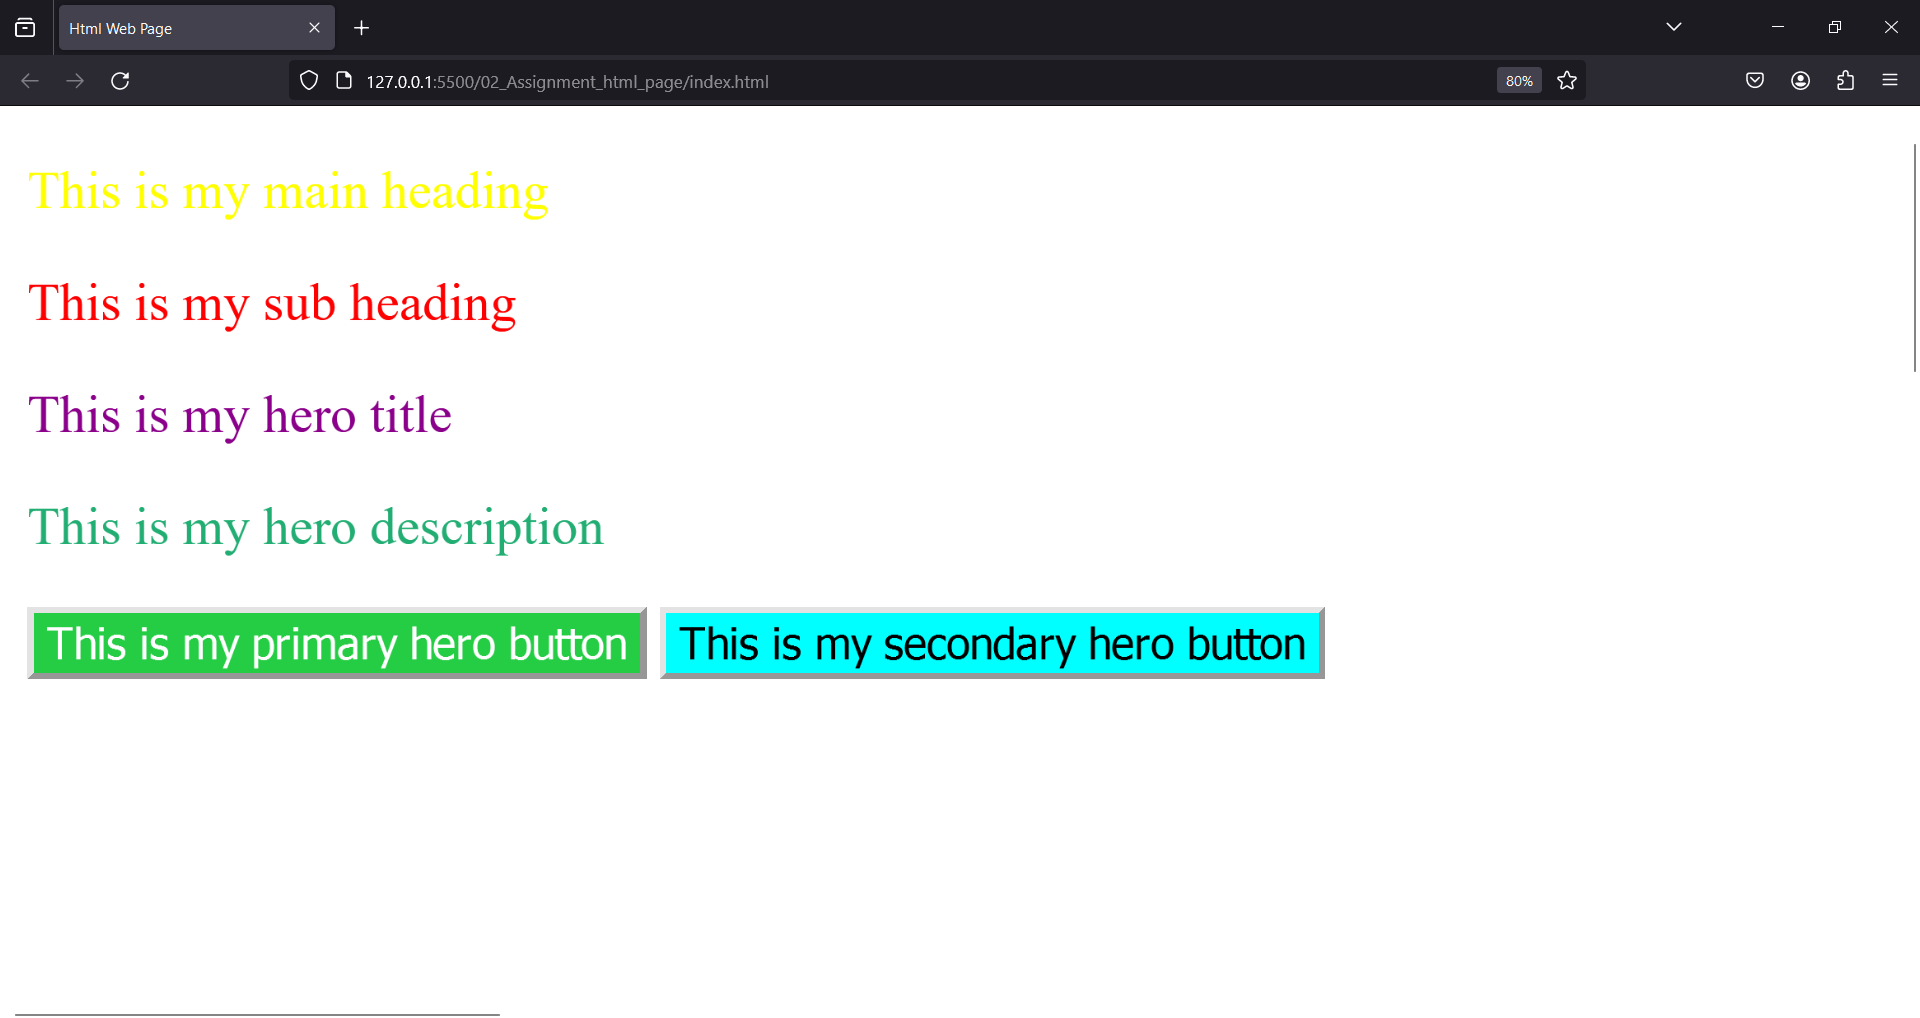 Html Web Page
127.0.0.1:5500/02_Assignment_html_page/index.html
80%
This is my main heading
This is my sub heading
This is my hero title
This is my hero description
This is my primary hero button This is my secondary hero button